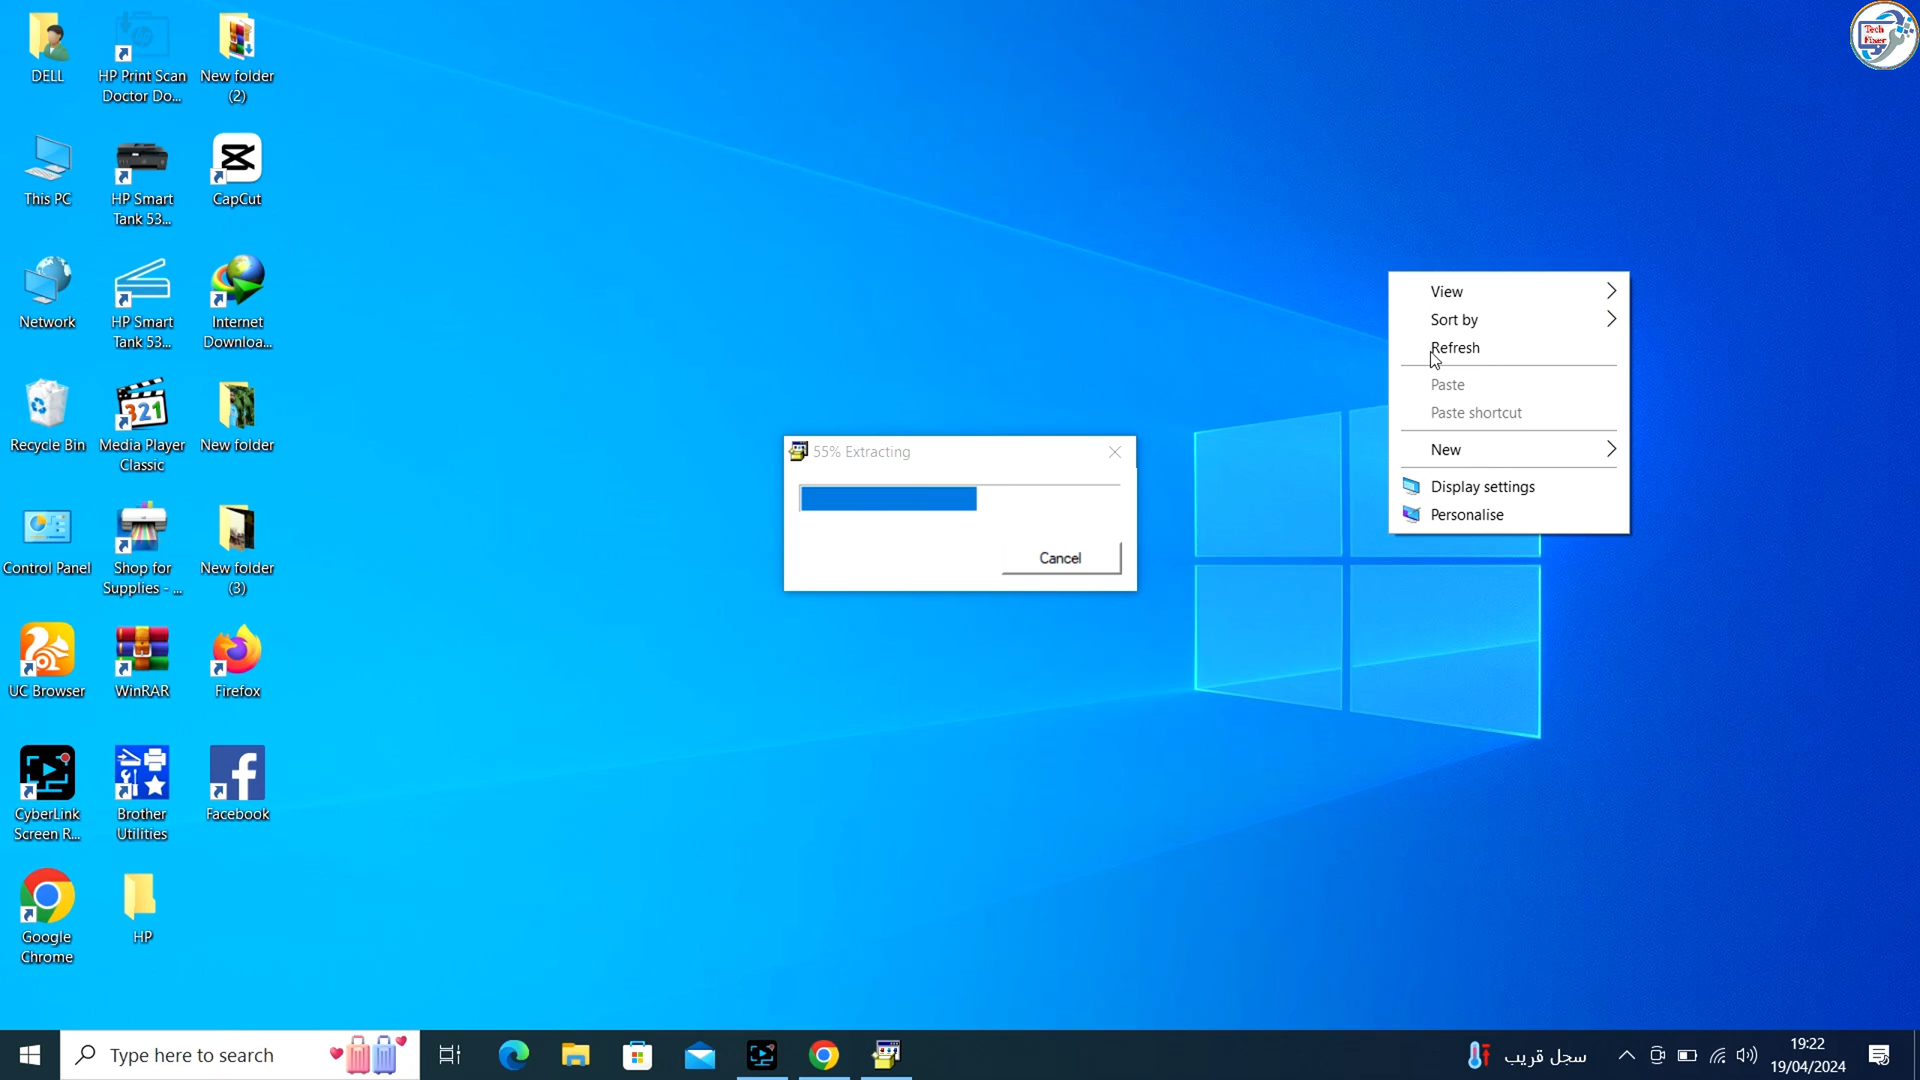 DELL
HP Print Scan
Doctor Do...
New folder
(2)
Tech
Fixer
This PC
HP Smart
Tank 53...
CapCut
Network
HP Smart
Tank 53...
Internet
Downloa...
View
Sort by
Refresh
Paste
Paste shortcut
New
Display settings
Personalise
Recycle Bin
321
Media Player
Classic
New folder
55% Extracting
Cancel
Control Panel
Shop for
Supplies - ...
New folder
(3)
UC Browser
WinRAR
Firefox
CyberLink
Screen R...
Brother
Utilities
Facebook
Google
Chrome
HP
Type here to search
سجل قريب
19:22
19/04/2024